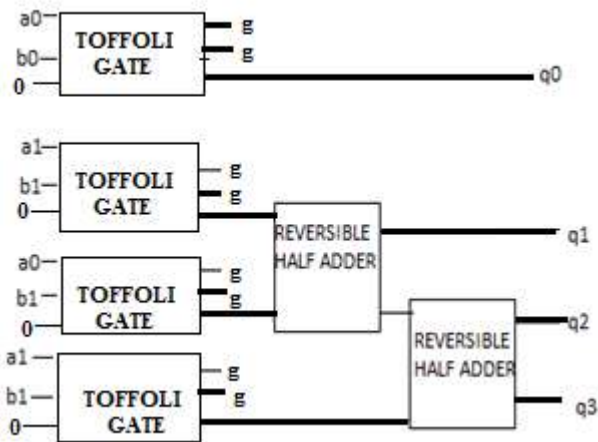 a0
b0
0
TOFFOLI
GATE
g
g
q0
a1
b1
0
TOFFOLI
GATE
g
g
REVERSIBLE
HALF ADDER
q1
a0
b1
0
TOFFOLI
GATE
g
g
q2
REVERSIBLE
HALF ADDER
a1
b1
0
TOFFOLI
GATE
g
g
q3